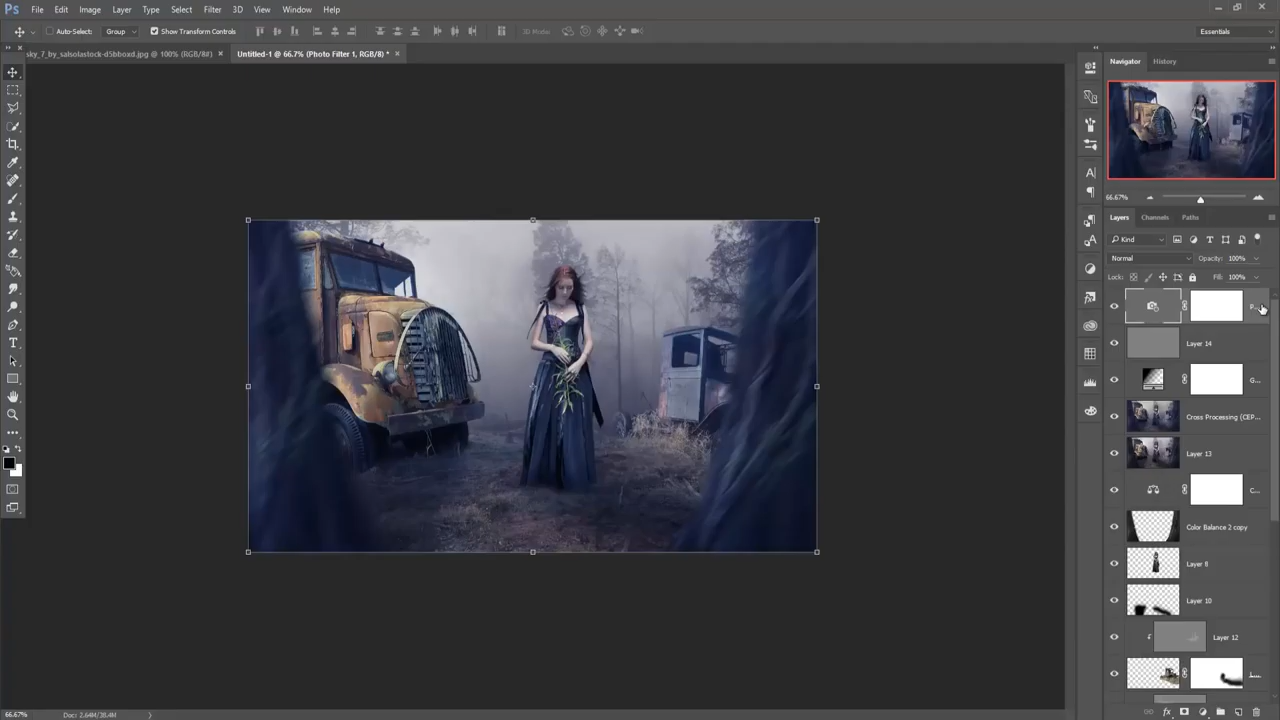 Ps File Edit Image Layer Type Select Filter 3D View Window Help
Auto-Select: Group Show Transform Controls 3D Mode: Essentials
sky_7_by_salsolastock-d5bboxd.jpg @ 100% (RGB/8#) × Untitled-1 @ 66.7% (Photo Filter 1, RGB/8) * ×
Navigator History
66.67%
Layers Channels Paths
Kind
Normal Opacity: 100%
Lock: Fill: 100%
P...
Layer 14
G...
Cross Processing (CEP...
Layer 13
C...
Color Balance 2 copy
Layer 8
Layer 10
Layer 12
L...
66.67% Doc: 2.64M/38.4M